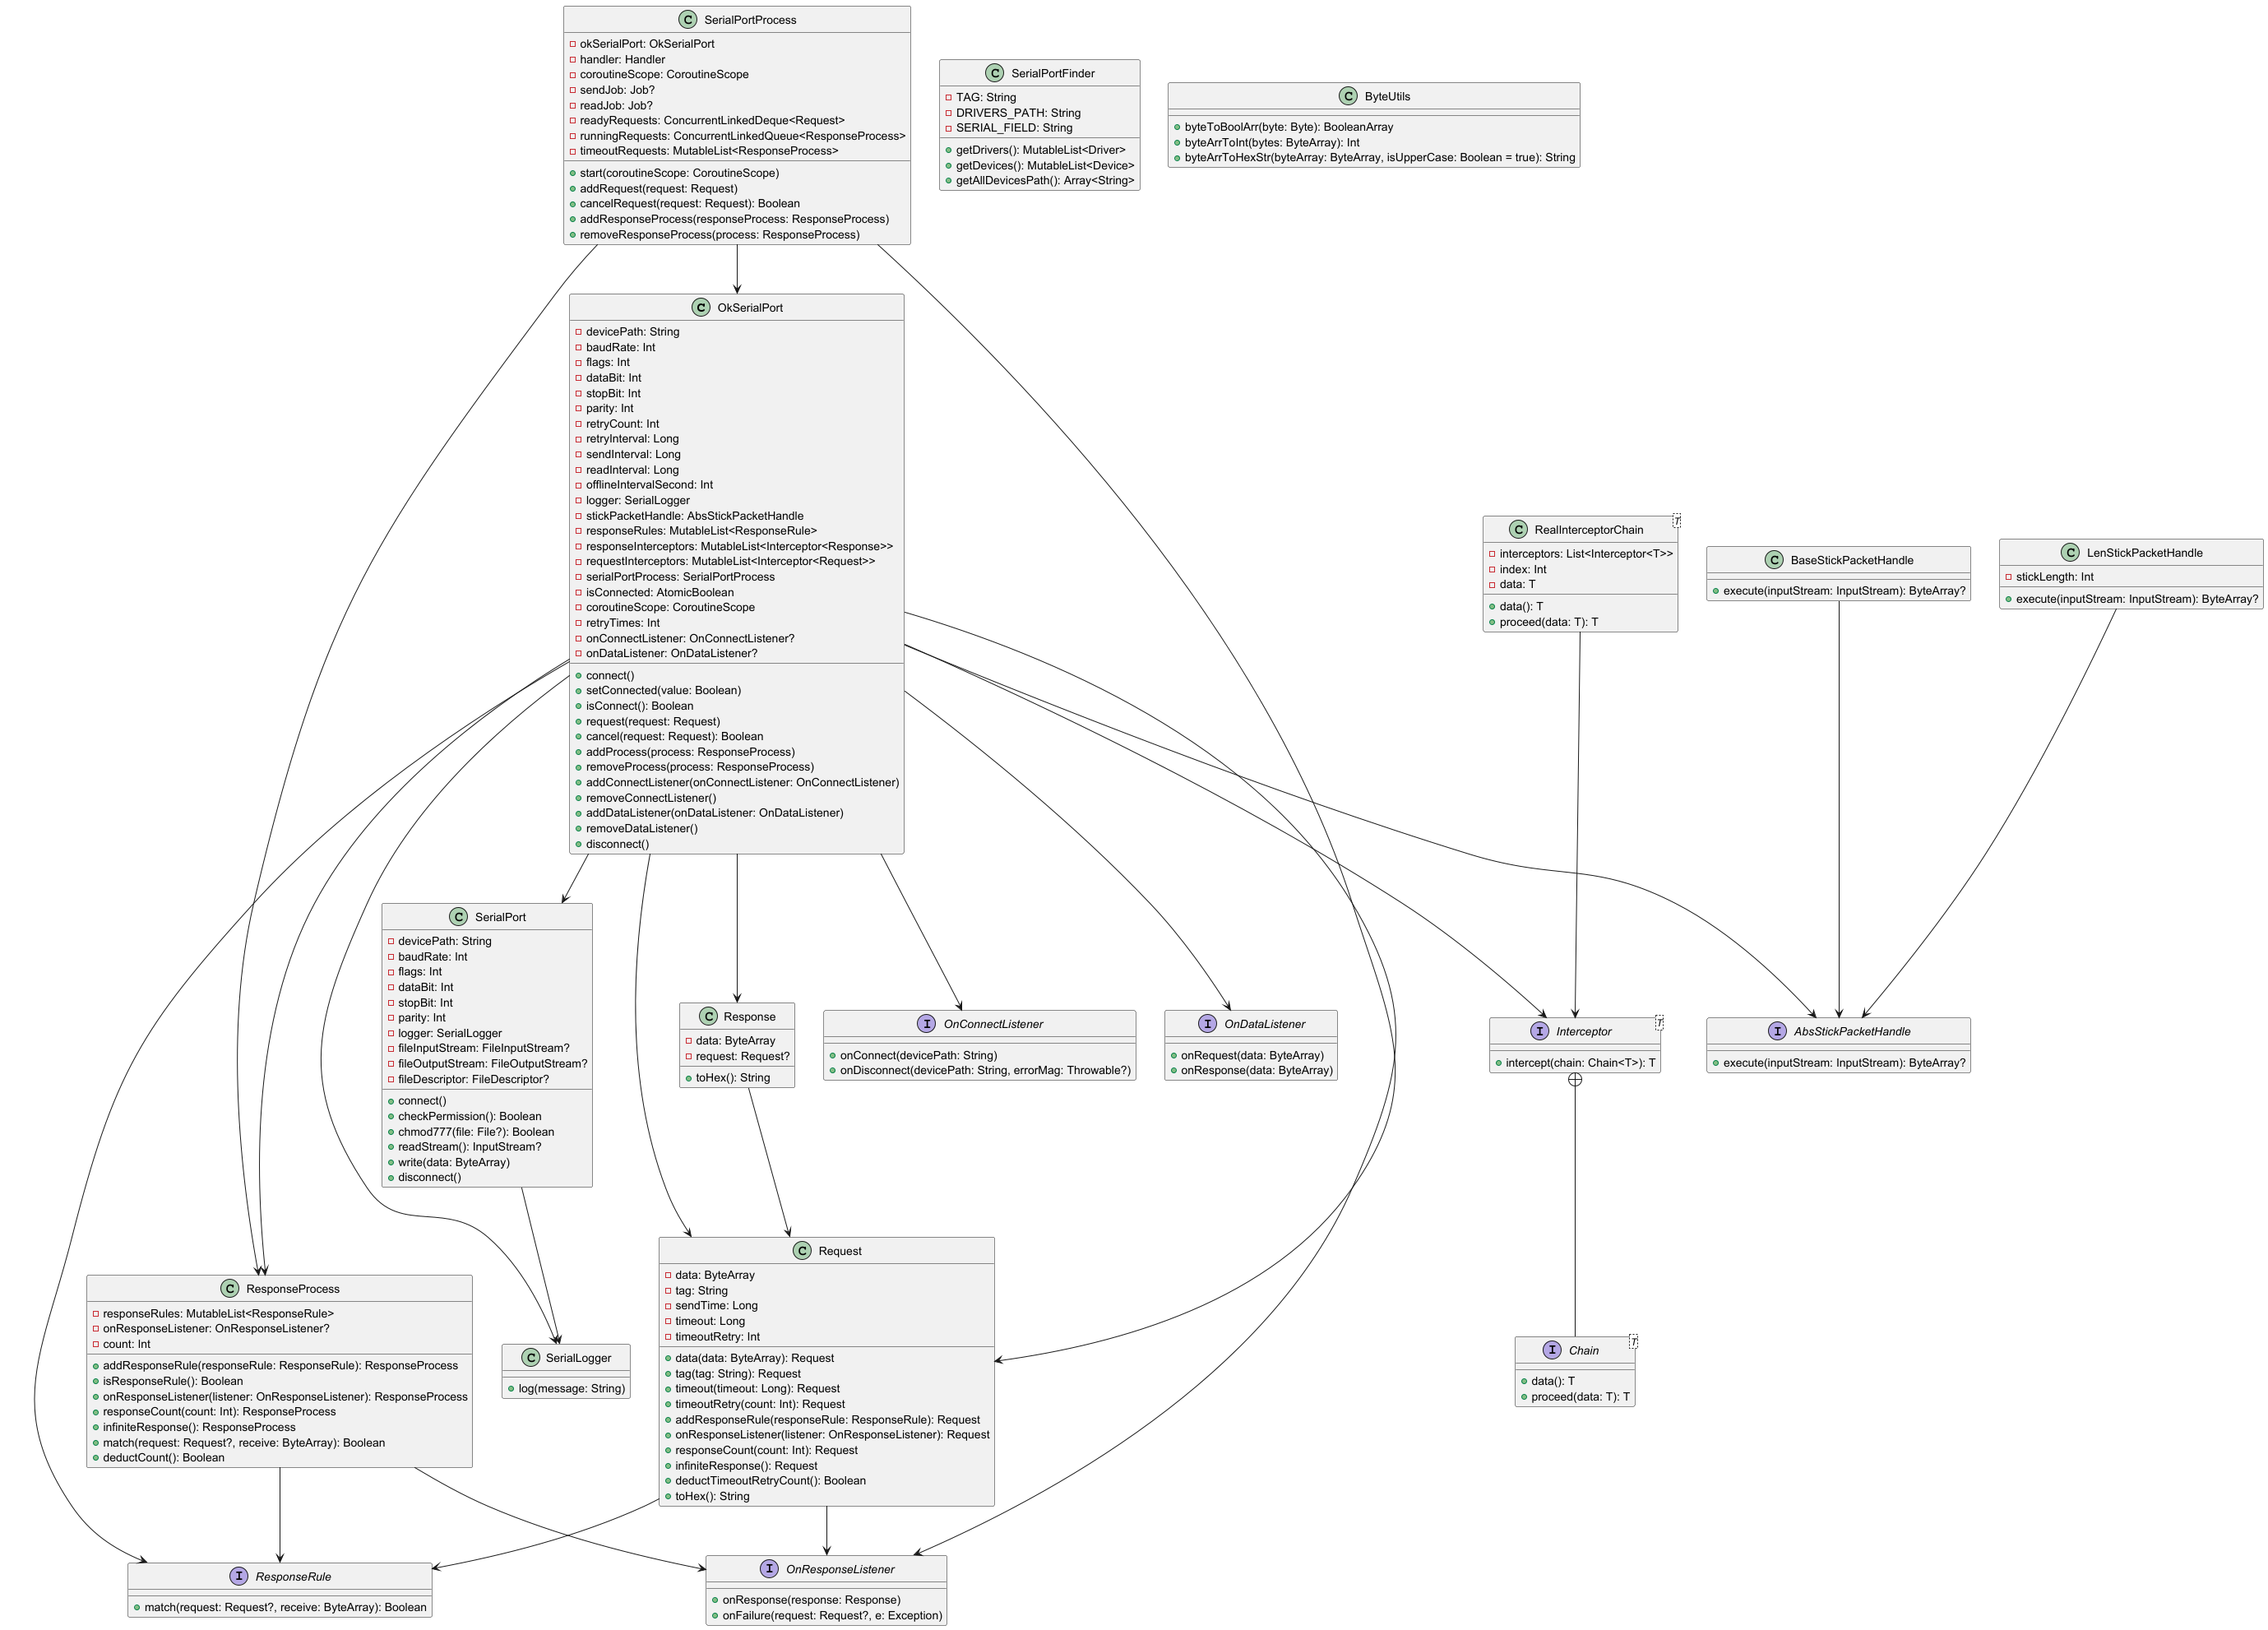 SerialPortProcess
okSerialPort: OkSerialPort
handler: Handler
coroutineScope: CoroutineScope
sendJob: Job?
readJob: Job?
readyRequests: ConcurrentLinkedDeque<Request>
runningRequests: ConcurrentLinkedQueue<ResponseProcess>
timeoutRequests: MutableList<ResponseProcess>
start(coroutineScope: CoroutineScope)
addRequest(request: Request)
cancelRequest(request: Request): Boolean
addResponseProcess(responseProcess: ResponseProcess)
removeResponseProcess(process: ResponseProcess)
SerialPortFinder
TAG: String
DRIVERS_PATH: String
SERIAL_FIELD: String
getDrivers(): MutableList<Driver>
getDevices(): MutableList<Device>
getAllDevicesPath(): Array<String>
ByteUtils
byteToBoolArr(byte: Byte): BooleanArray
byteArrToInt(bytes: ByteArray): Int
byteArrToHexStr(byteArray: ByteArray, isUpperCase: Boolean = true): String
OkSerialPort
devicePath: String
baudRate: Int
flags: Int
dataBit: Int
stopBit: Int
parity: Int
retryCount: Int
retryInterval: Long
sendInterval: Long
readInterval: Long
offlineIntervalSecond: Int
logger: SerialLogger
stickPacketHandle: AbsStickPacketHandle
responseRules: MutableList<ResponseRule>
responseInterceptors: MutableList<Interceptor<Response>>
requestInterceptors: MutableList<Interceptor<Request>>
serialPortProcess: SerialPortProcess
isConnected: AtomicBoolean
coroutineScope: CoroutineScope
retryTimes: Int
onConnectListener: OnConnectListener?
onDataListener: OnDataListener?
connect()
setConnected(value: Boolean)
isConnect(): Boolean
request(request: Request)
cancel(request: Request): Boolean
addProcess(process: ResponseProcess)
removeProcess(process: ResponseProcess)
addConnectListener(onConnectListener: OnConnectListener)
removeConnectListener()
addDataListener(onDataListener: OnDataListener)
removeDataListener()
disconnect()
RealInterceptorChain
T
interceptors: List<Interceptor<T>>
index: Int
data: T
data(): T
proceed(data: T): T
BaseStickPacketHandle
execute(inputStream: InputStream): ByteArray?
LenStickPacketHandle
stickLength: Int
execute(inputStream: InputStream): ByteArray?
SerialPort
devicePath: String
baudRate: Int
flags: Int
dataBit: Int
stopBit: Int
parity: Int
logger: SerialLogger
fileInputStream: FileInputStream?
fileOutputStream: FileOutputStream?
fileDescriptor: FileDescriptor?
connect()
checkPermission(): Boolean
chmod777(file: File?): Boolean
readStream(): InputStream?
write(data: ByteArray)
disconnect()
Response
data: ByteArray
request: Request?
toHex(): String
OnConnectListener
onConnect(devicePath: String)
onDisconnect(devicePath: String, errorMag: Throwable?)
OnDataListener
onRequest(data: ByteArray)
onResponse(data: ByteArray)
Interceptor
T
intercept(chain: Chain<T>): T
AbsStickPacketHandle
execute(inputStream: InputStream): ByteArray?
ResponseProcess
responseRules: MutableList<ResponseRule>
onResponseListener: OnResponseListener?
count: Int
addResponseRule(responseRule: ResponseRule): ResponseProcess
isResponseRule(): Boolean
onResponseListener(listener: OnResponseListener): ResponseProcess
responseCount(count: Int): ResponseProcess
infiniteResponse(): ResponseProcess
match(request: Request?, receive: ByteArray): Boolean
deductCount(): Boolean
SerialLogger
log(message: String)
Request
data: ByteArray
tag: String
sendTime: Long
timeout: Long
timeoutRetry: Int
data(data: ByteArray): Request
tag(tag: String): Request
timeout(timeout: Long): Request
timeoutRetry(count: Int): Request
addResponseRule(responseRule: ResponseRule): Request
onResponseListener(listener: OnResponseListener): Request
responseCount(count: Int): Request
infiniteResponse(): Request
deductTimeoutRetryCount(): Boolean
toHex(): String
Chain
T
data(): T
proceed(data: T): T
ResponseRule
match(request: Request?, receive: ByteArray): Boolean
OnResponseListener
onResponse(response: Response)
onFailure(request: Request?, e: Exception)